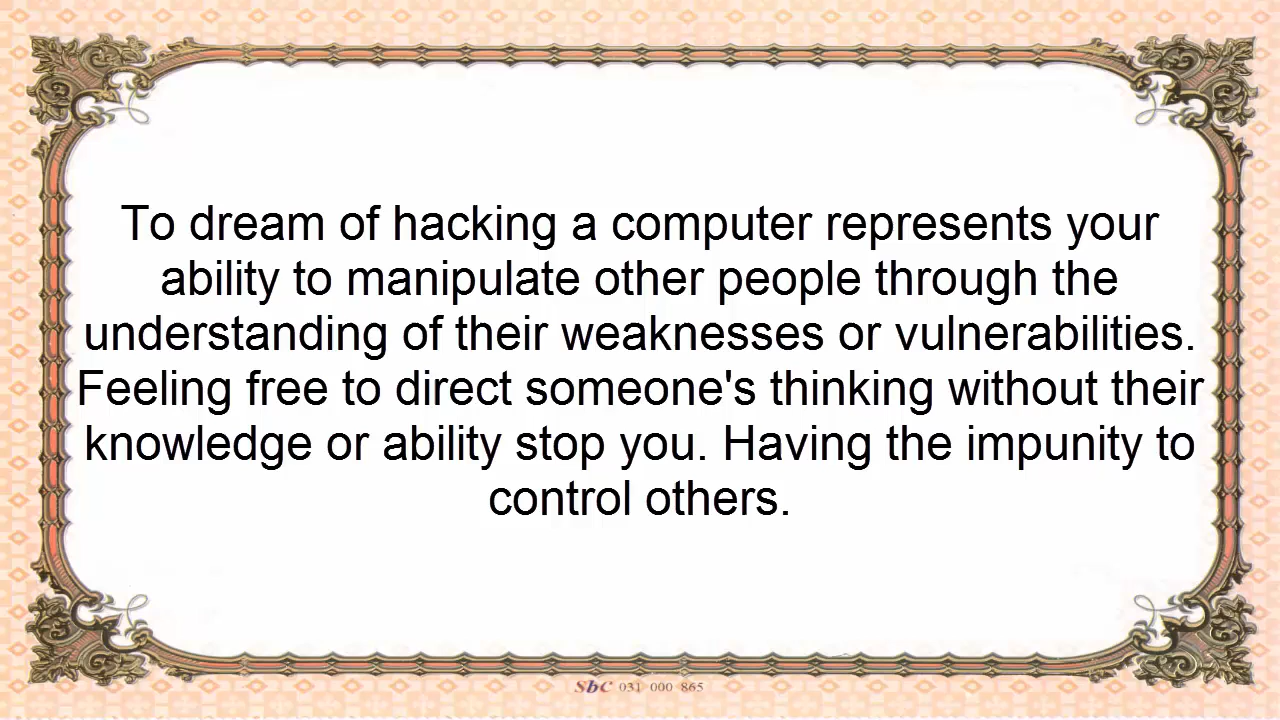 To dream of hacking a computer represents your
ability to manipulate other people through the
understanding of their weaknesses or vulnerabilities.
Feeling free to direct someone's thinking without their
knowledge or ability stop you. Having the impunity to
control others.
SbC 031 000 865